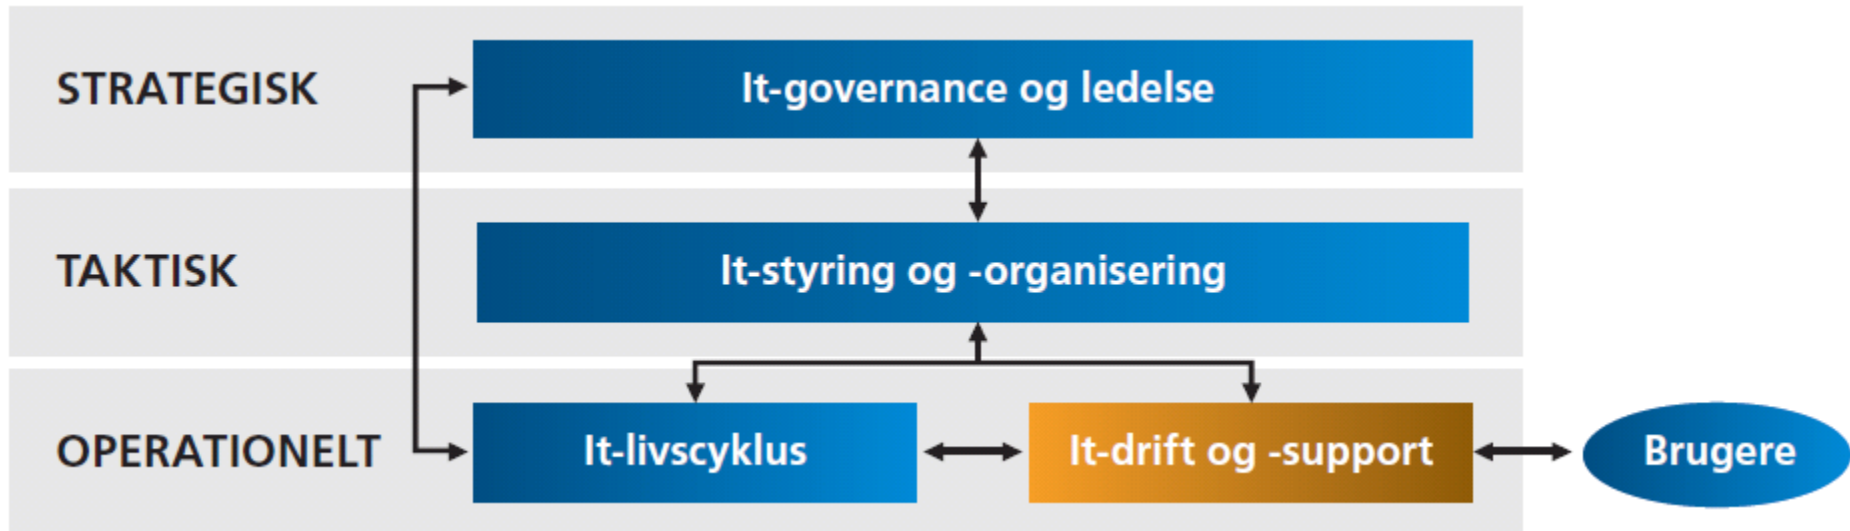 STRATEGISK
It-governance og ledelse
TAKTISK
It-styring og -organisering
OPERATIONELT
It-livscyklus
It-drift og -support
Brugere